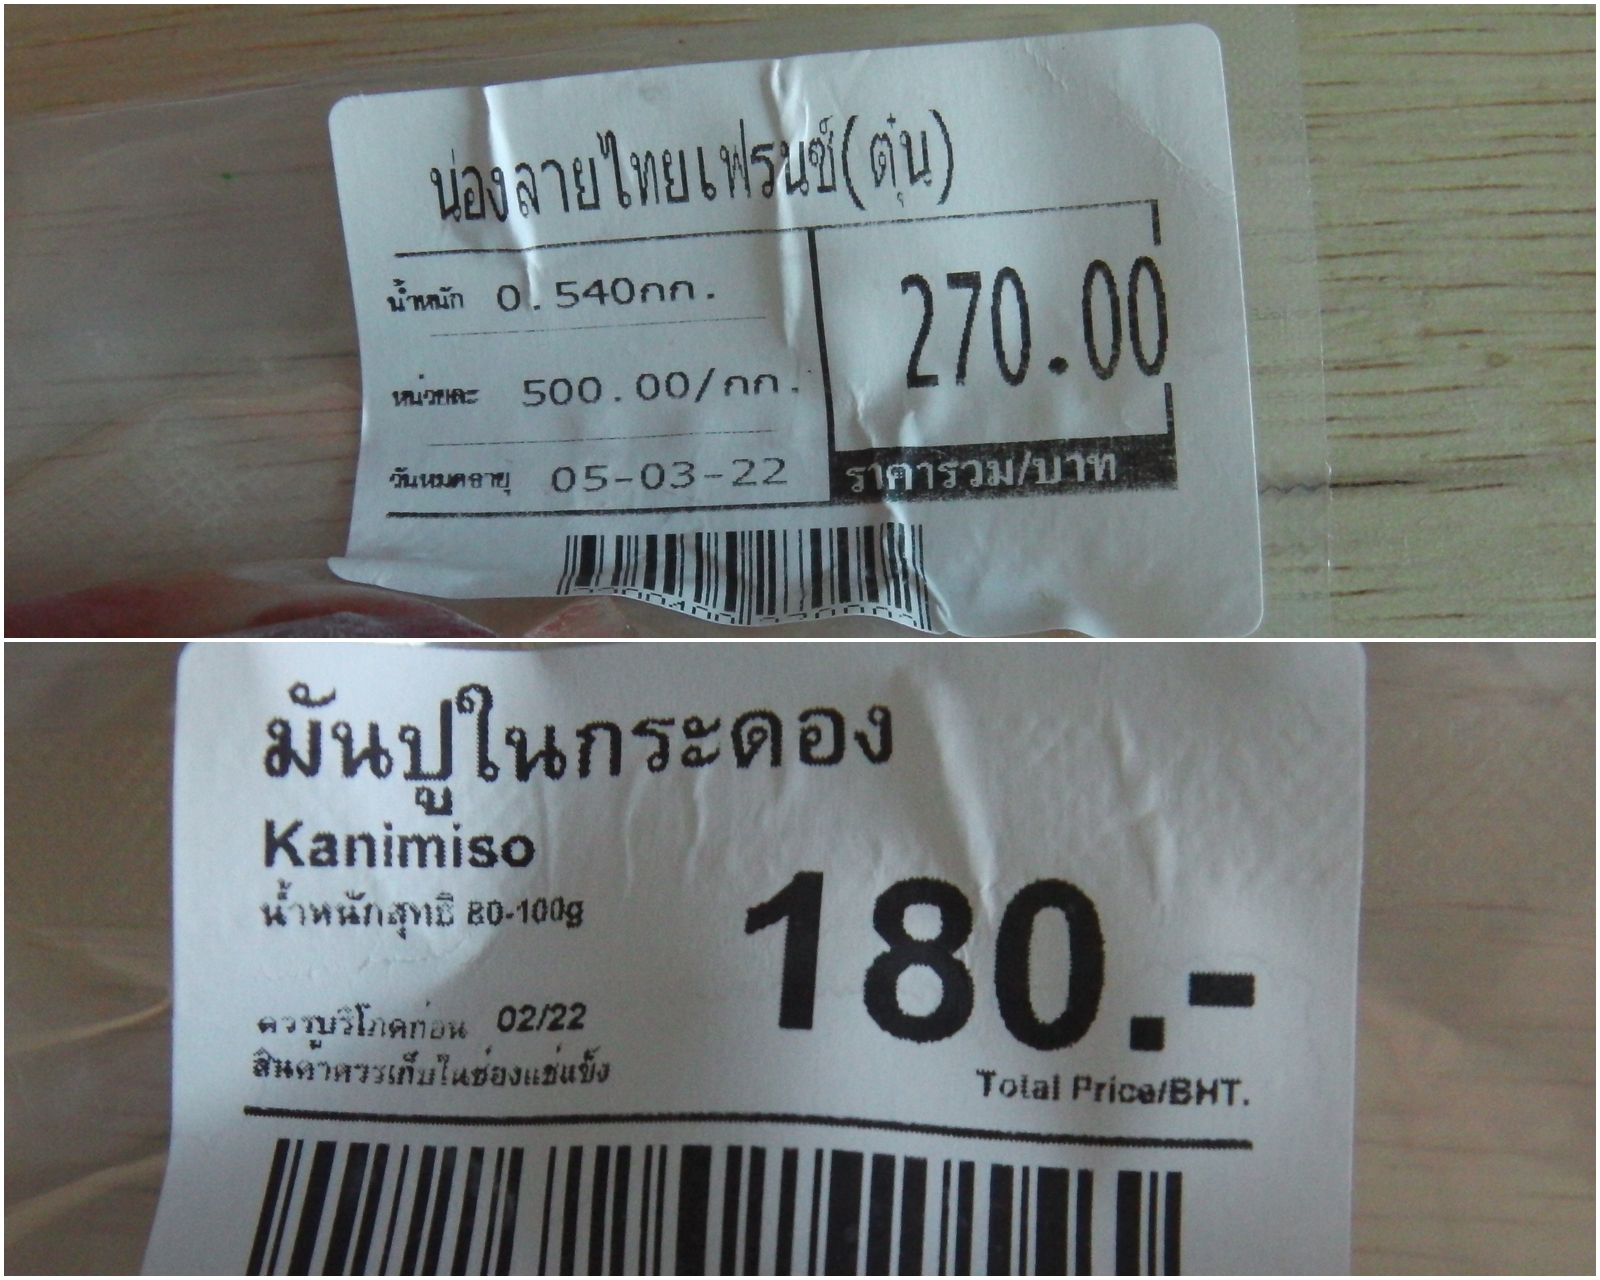 น่องลายไทยเฟรนซ์(ตุ๋น)
น้ำหนัก 0.540กก.
270.00
หน่วยละ 500.00/กก.
วันหมดอายุ 05-03-22
ราคารวม/บาท
มันปูในกระดอง
Kanimiso
น้ำหนักสุทธิ 80-100g
180.-
ควรบริโภคก่อน 02/22
สินค้าควรเก็บในช่องแช่แข็ง
Total Price/BHT.